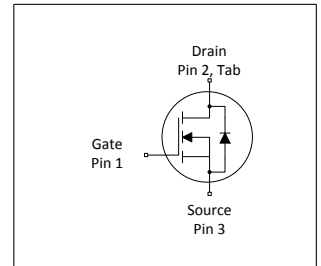 Drain
Pin 2, Tab
Gate
Pin 1
Source
Pin 3